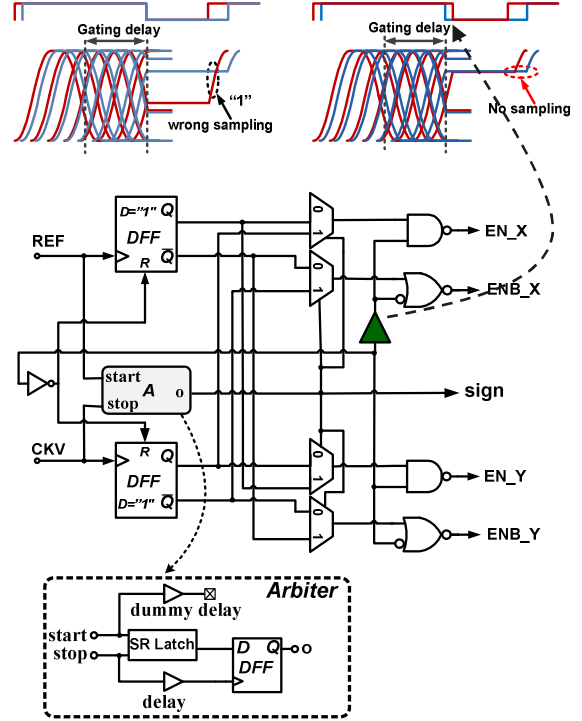 Gating delay
Gating delay
“1”
wrong sampling
No sampling
D="1" Q
DFF
Q
R
REF
0
1
0
1
EN_X
ENB_X
start
A
o
stop
sign
CKV
R
Q
DFF
D="1" Q
0
1
0
1
EN_Y
ENB_Y
Arbiter
dummy delay
start
stop
SR Latch
D Q
DFF
o
delay